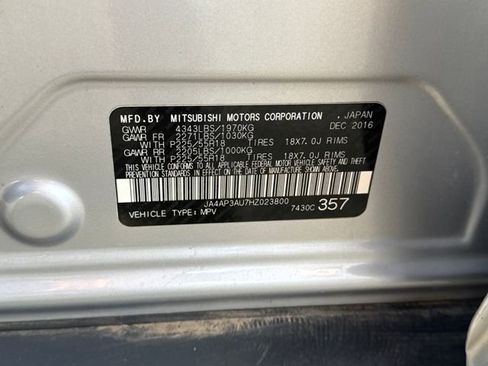 MFD.BY MITSUBISHI MOTORS CORPORATION , JAPAN
GVWR 4343LBS/1970KG DEC 2016
GAWR FR 2271LBS/1030KG
WITH P225/55R18 TIRES 18X7.0J RIMS
GAWR RR 2205LBS/1000KG
WITH P225/55R18 TIRES 18X7.0J RIMS
THIS VEHICLE CONFORMS TO ALL APPLICABLE FEDERAL MOTOR VEHICLE SAFETY AND THEFT PREVENTION STANDARDS IN EFFECT ON THE DATE OF MANUFACTURE SHOWN ABOVE.
JA4AP3AU7HZ023800
VEHICLE TYPE: MPV 7430C 357